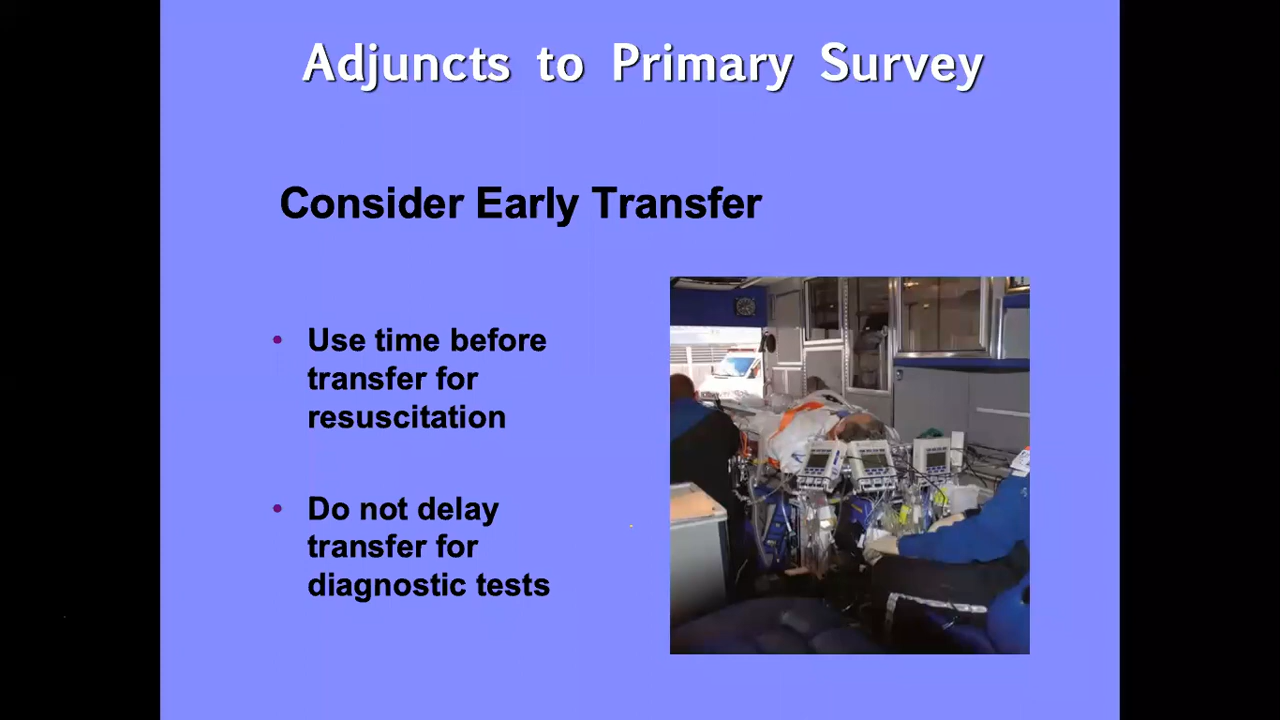 Adjuncts to Primary Survey
Consider Early Transfer
• Use time before
transfer for
resuscitation
• Do not delay
transfer for
diagnostic tests